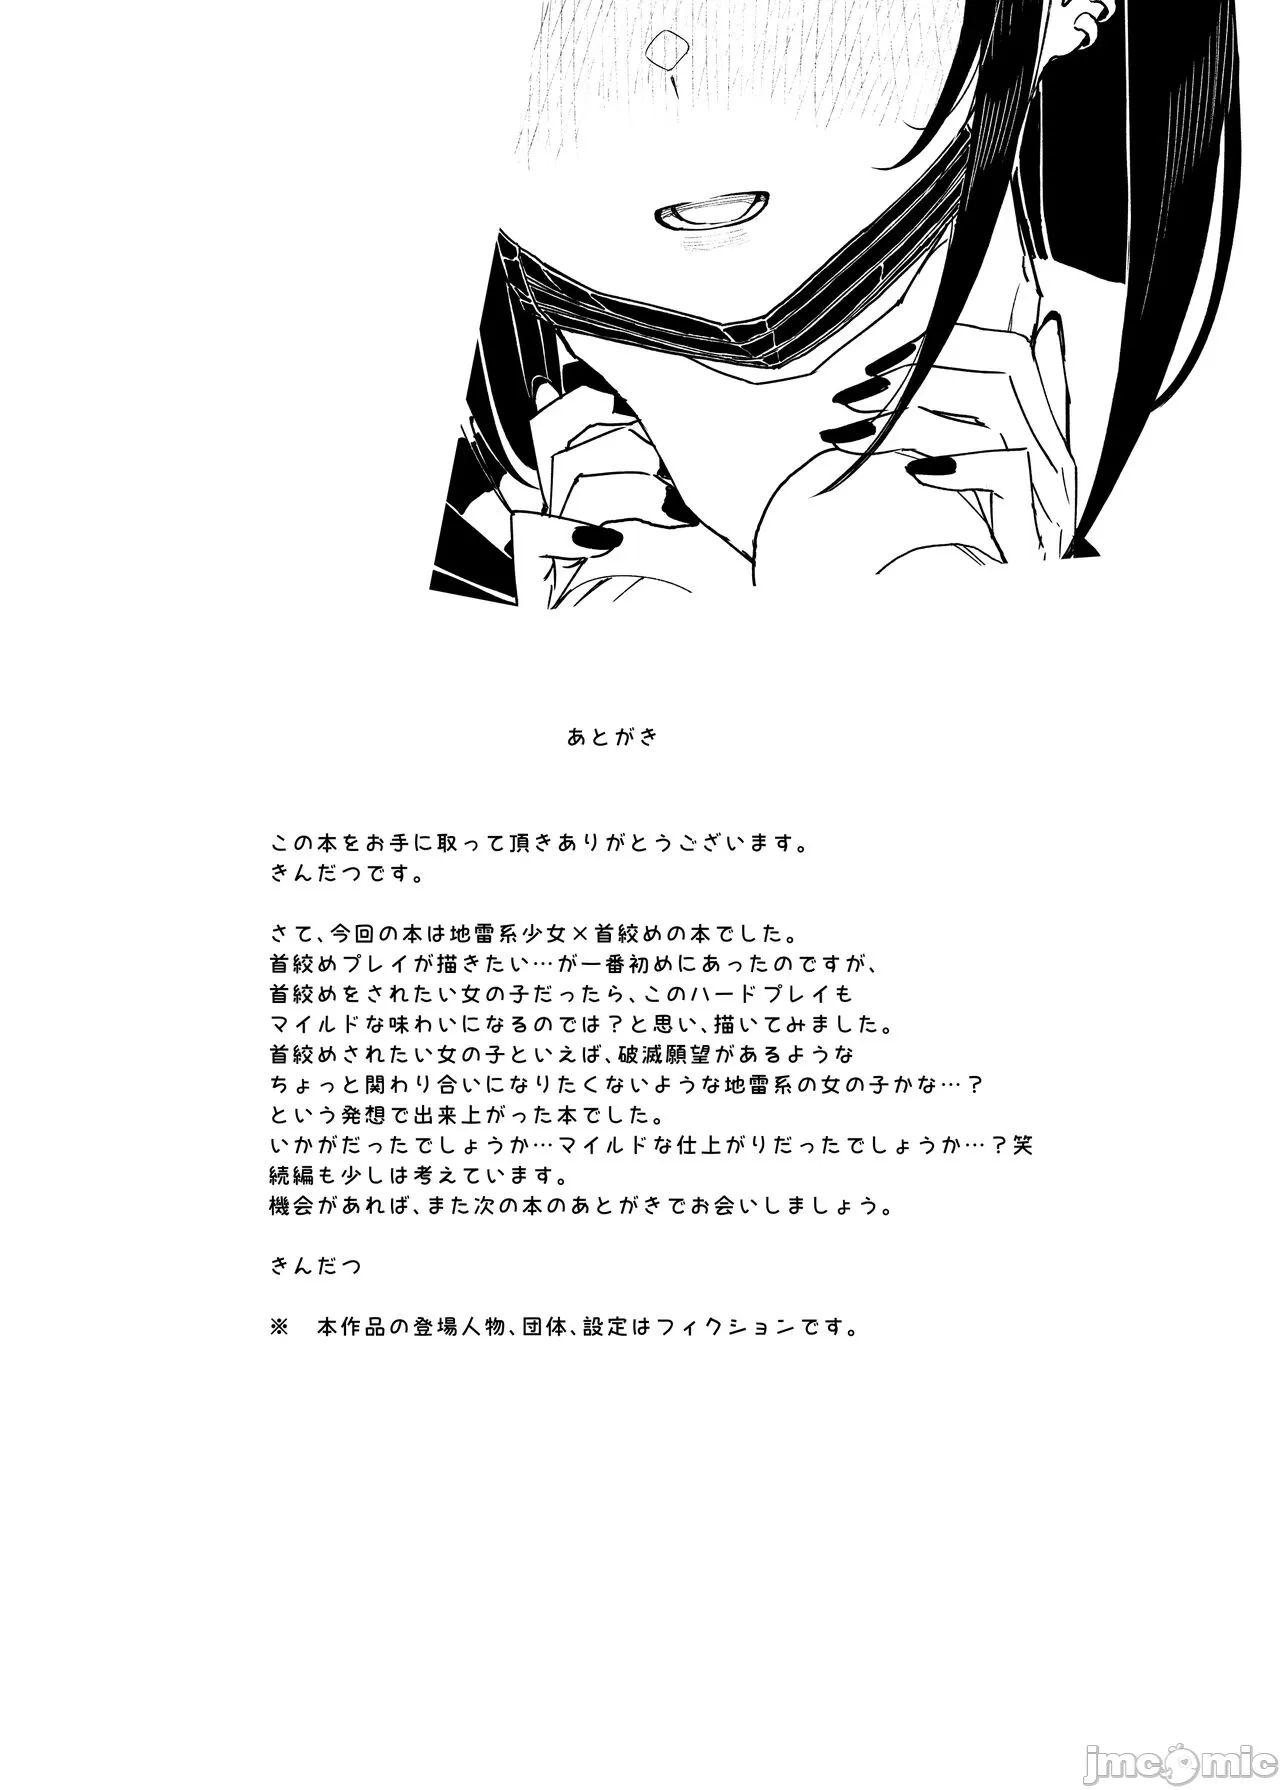 あとがき
この本をお手に取って頂きありがとうございます。
きんだつです。
さて、今回の本は地雷系少女×首絞めの本でした。
首絞めプレイが描きたい…が一番初めにあったのですが、
首絞めをされたい女の子だったら、このハードプレイも
マイルドな味わいになるのでは？と思い、描いてみました。
首絞めされたい女の子といえば、破滅願望があるような
ちょっと関わり合いになりたくないような地雷系の女の子かな…？
という発想で出来上がった本でした。
いかがだったでしょうか…マイルドな仕上がりだったでしょうか…？笑
続編も少しは考えています。
機会があれば、また次の本のあとがきでお会いしましょう。
きんだつ
※　本作品の登場人物、団体、設定はフィクションです。
jmcomic